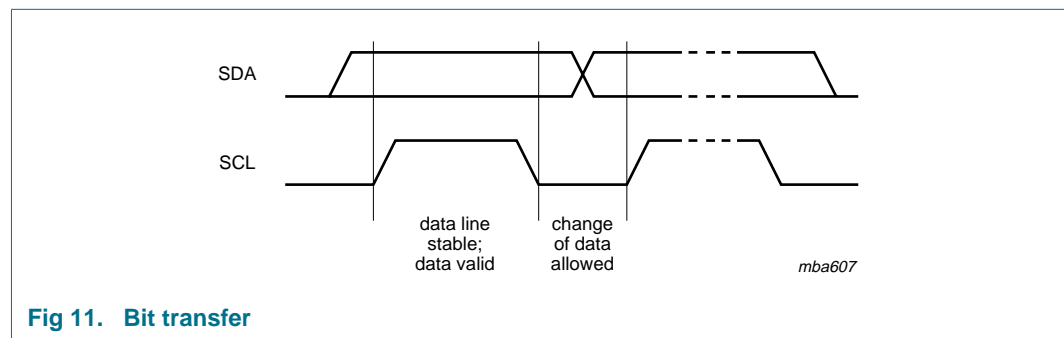 SDA
SCL
data line
stable;
data valid
change
of data
allowed
mba607
Fig 11. Bit transfer